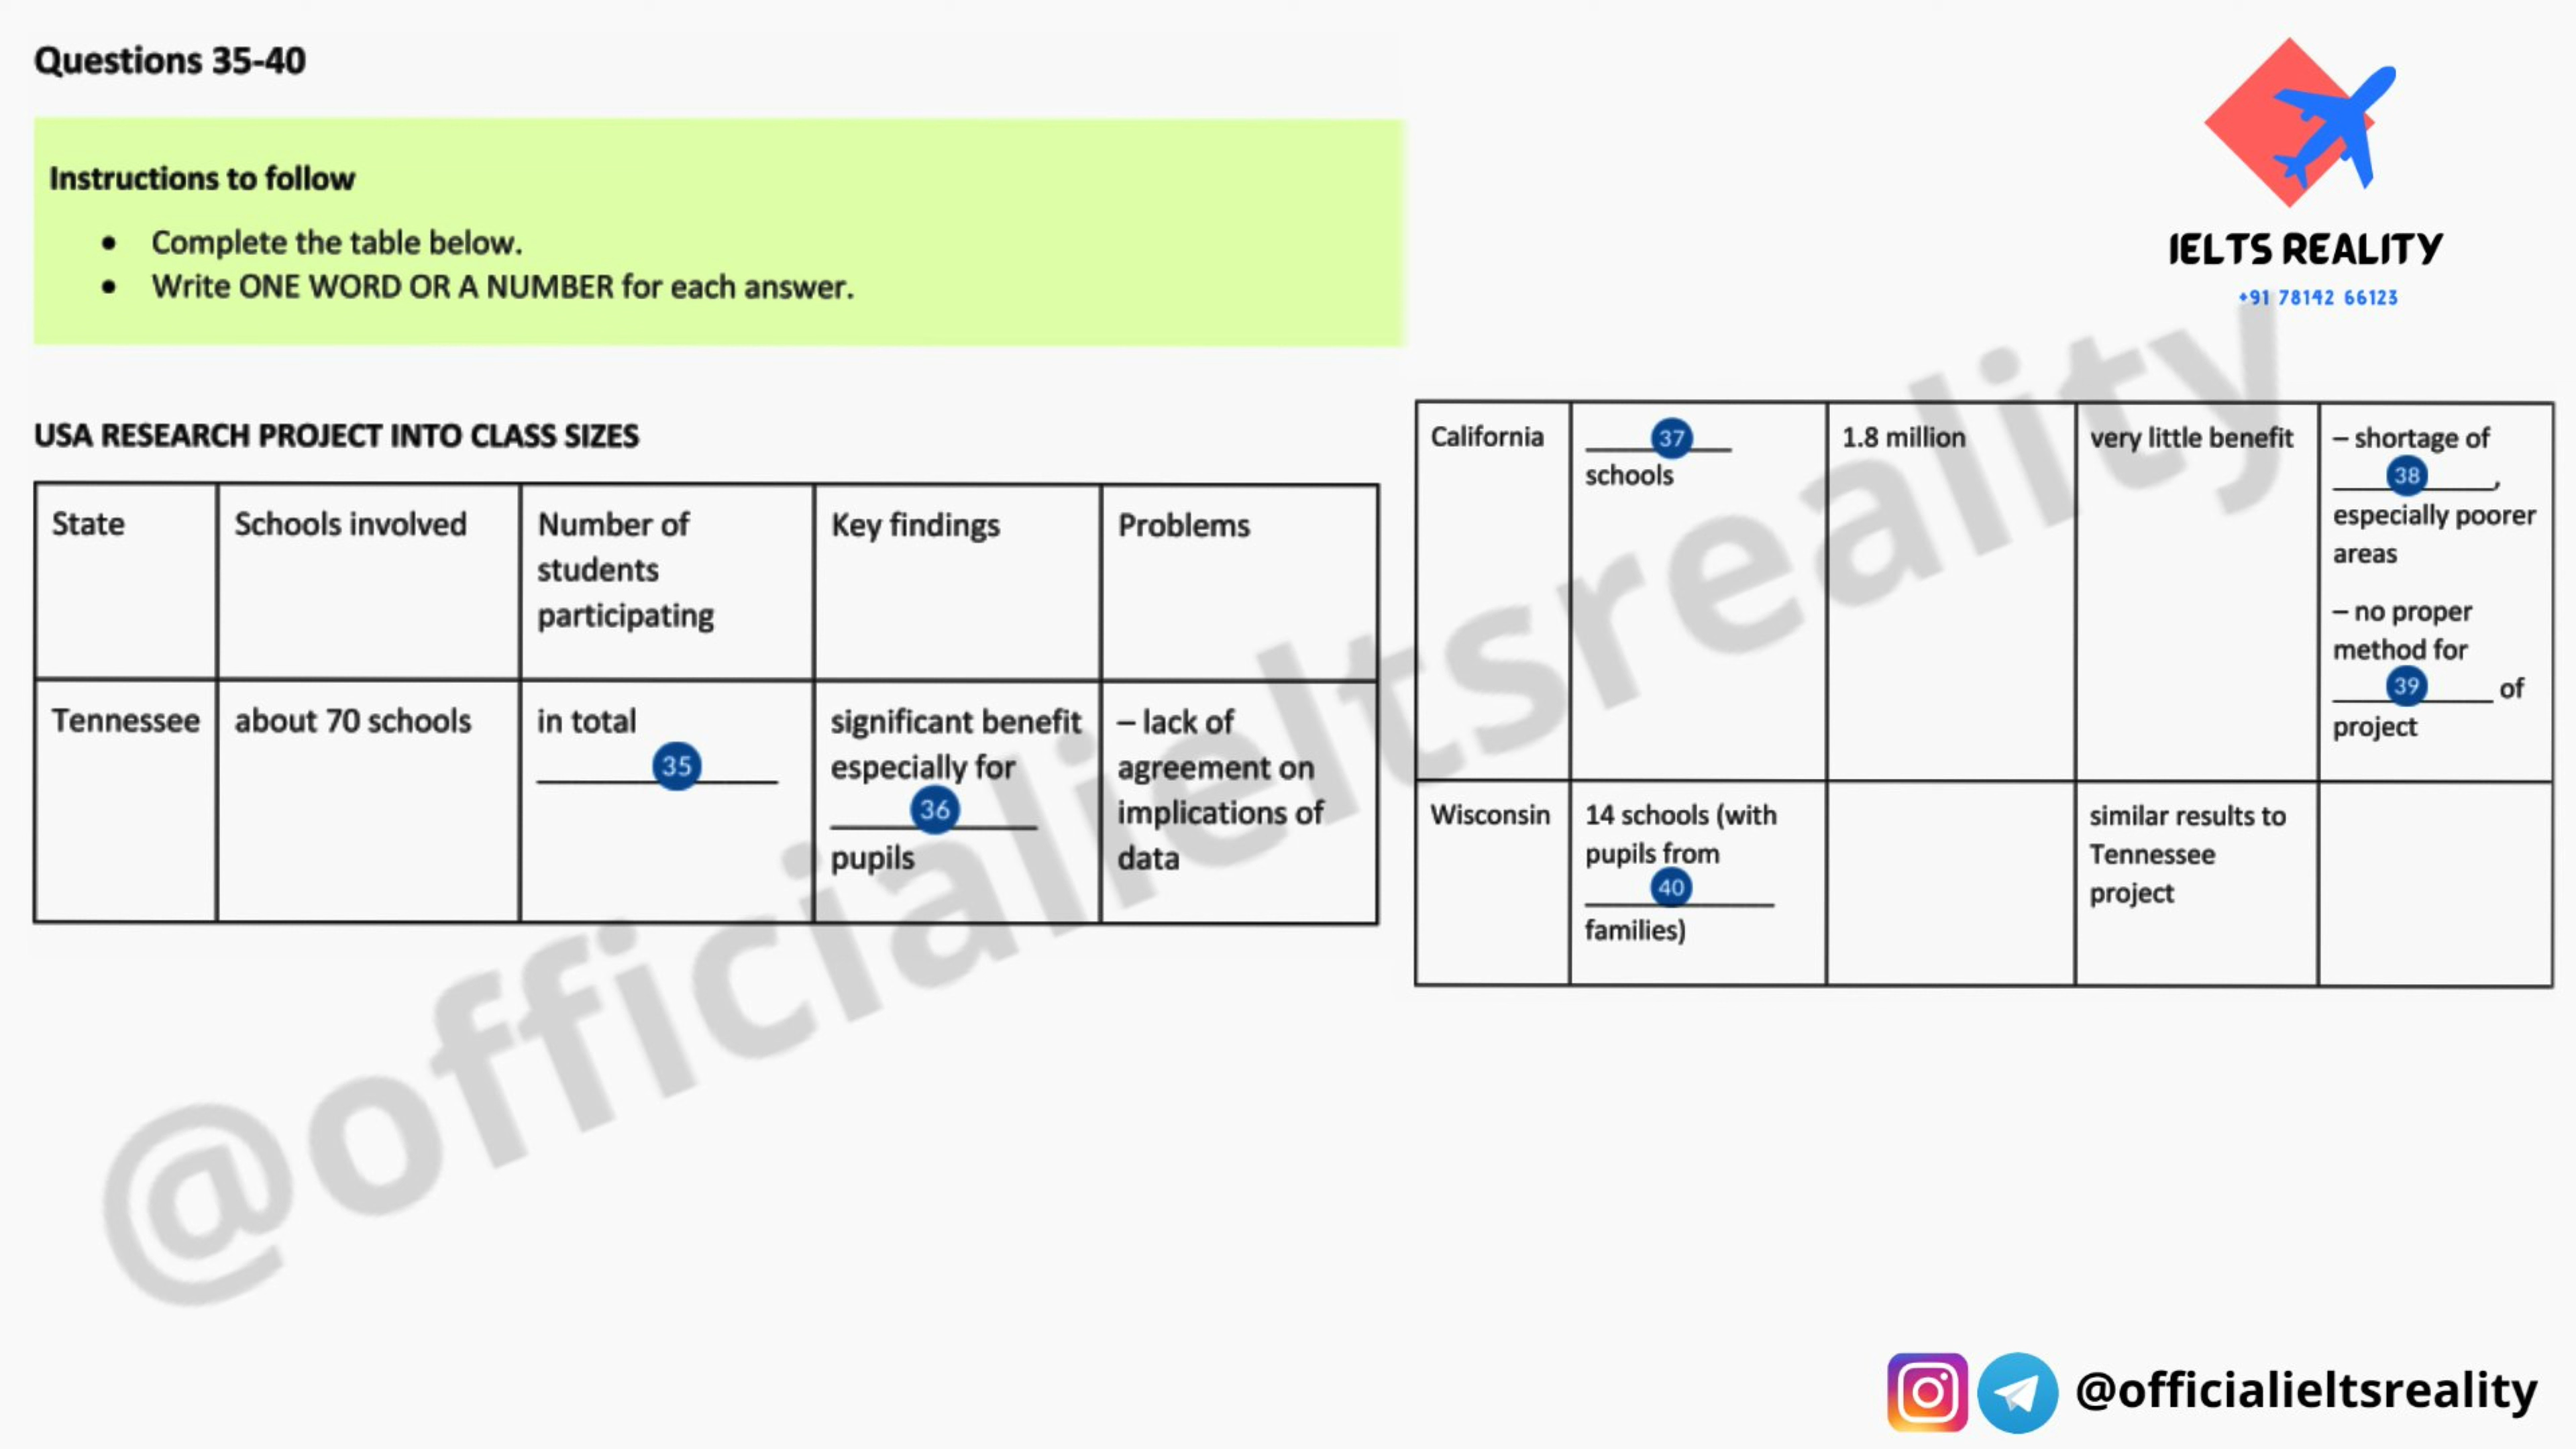 Questions 35-40
Instructions to follow
• Complete the table below.
• Write ONE WORD OR A NUMBER for each answer.
IELTS REALITY
+91 78142 66123
USA RESEARCH PROJECT INTO CLASS SIZES
State
Schools involved
Number of
students
participating
Key findings
Problems
Tennessee
about 70 schools
in total
35
significant benefit
especially for
36
pupils
– lack of
agreement on
implications of
data
California
37
schools
1.8 million
very little benefit
– shortage of
38,
especially poorer
areas
– no proper
method for
39 of
project
Wisconsin
14 schools (with
pupils from
40
families)
similar results to
Tennessee
project
@officialieltsreality
@officialieltsreality